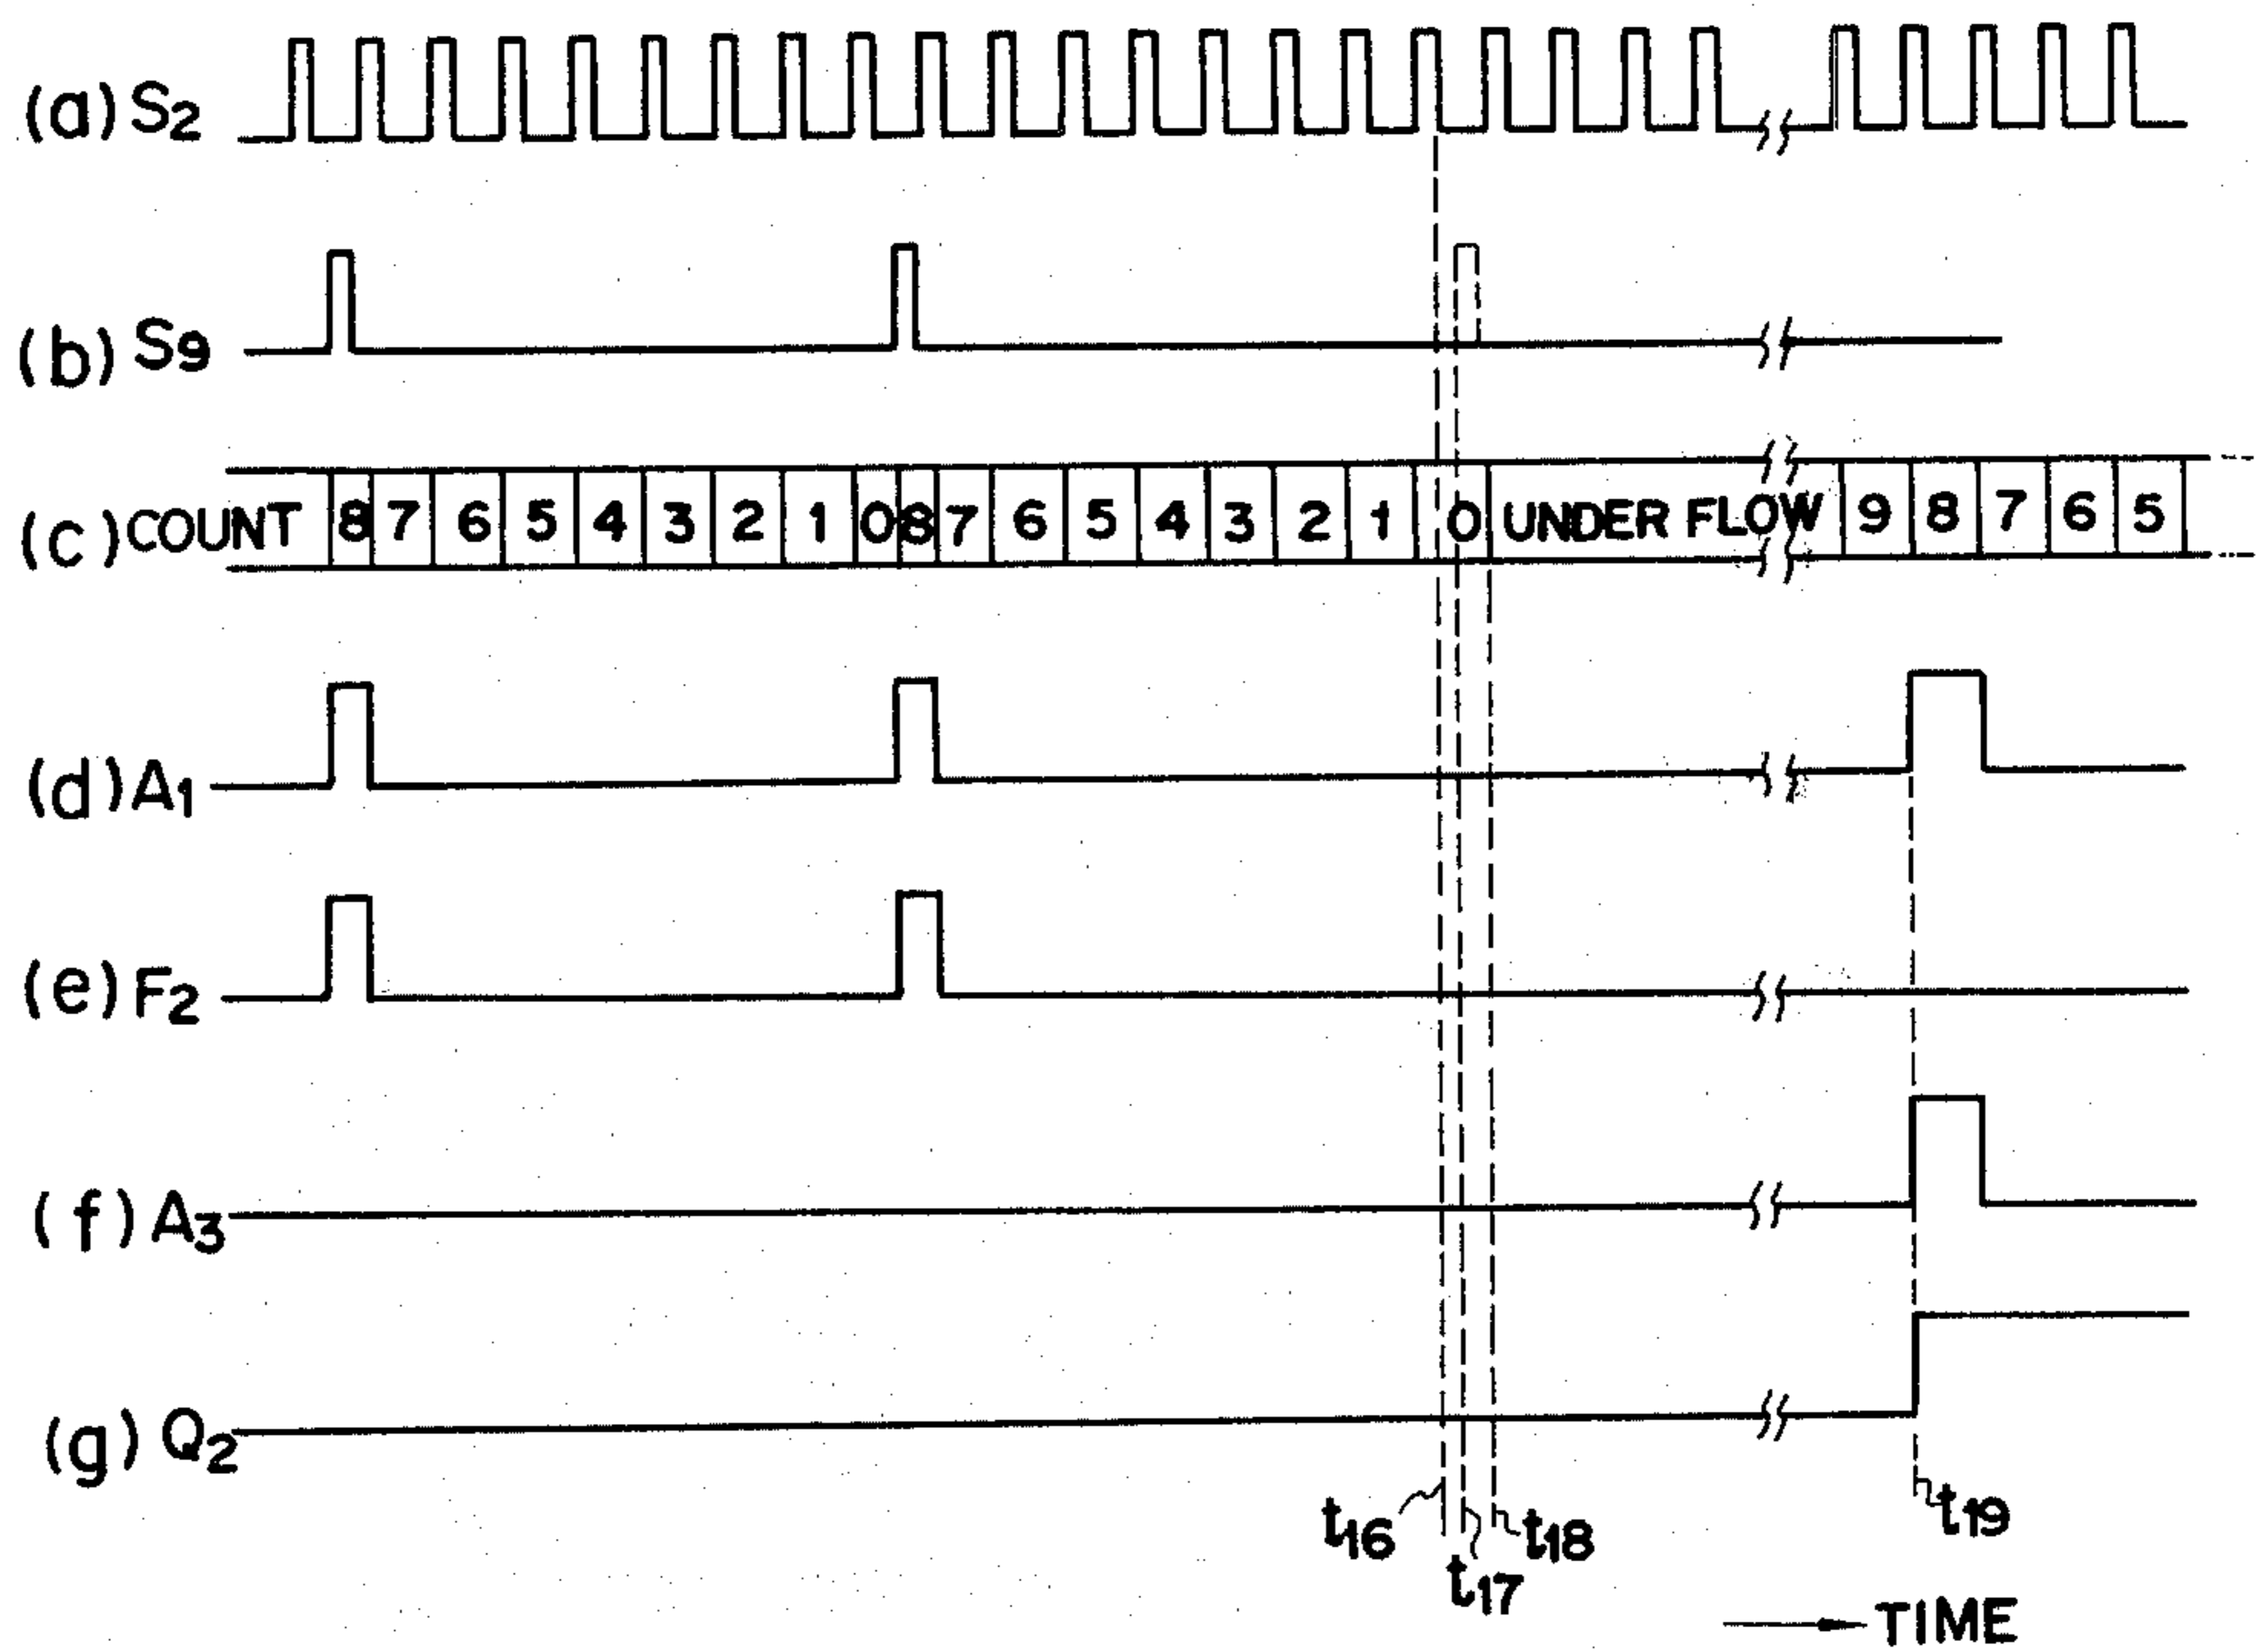 (a) S2
(b) S9
(c) COUNT 8 7 6 5 4 3 2 1 0 8 7 6 5 4 3 2 1 0 UNDER FLOW 9 8 7 6 5
(d) A1
(e) F2
(f) A3
(g) Q2
t16 t17 t18 t19
TIME